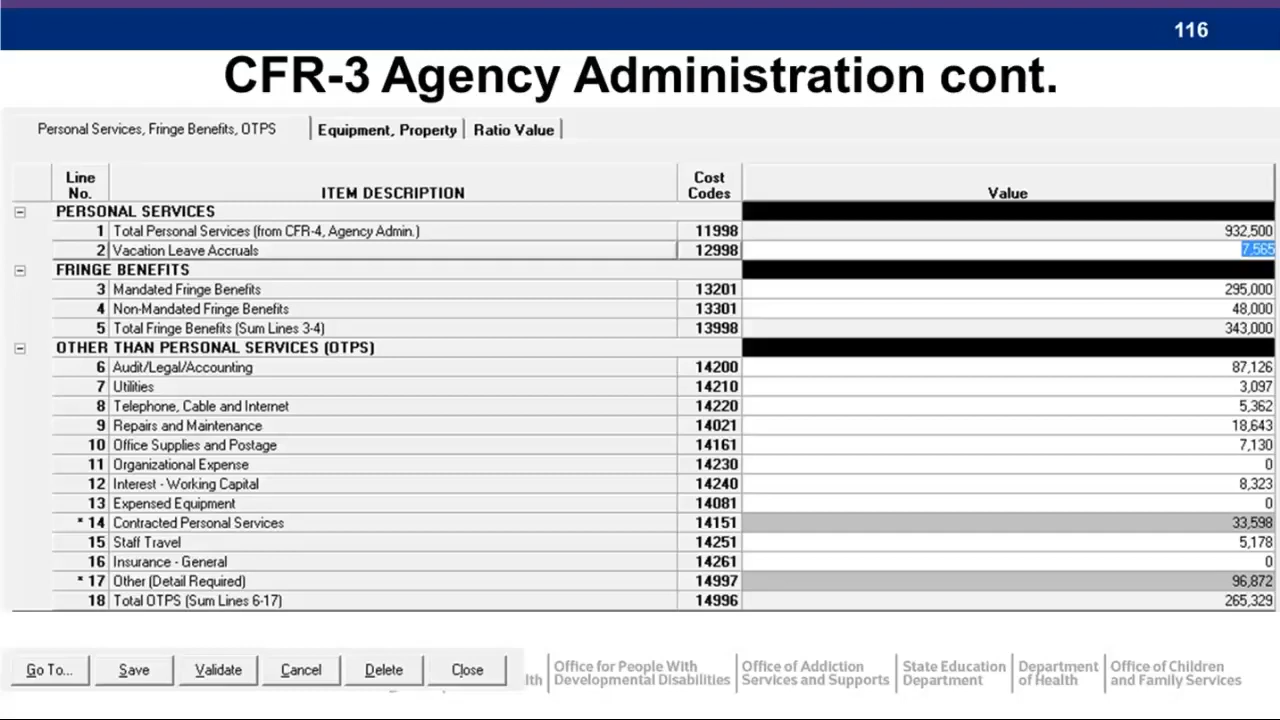 116
CFR-3 Agency Administration cont.
Personal Services, Fringe Benefits, OTPS Equipment, Property Ratio Value
Line No. ITEM DESCRIPTION Cost Codes Value
PERSONAL SERVICES
1 Total Personal Services (from CFR-4, Agency Admin.) 11998 932,500
2 Vacation Leave Accruals 12998 7,565
FRINGE BENEFITS
3 Mandated Fringe Benefits 13201 295,000
4 Non-Mandated Fringe Benefits 13301 48,000
5 Total Fringe Benefits (Sum Lines 3-4) 13998 343,000
OTHER THAN PERSONAL SERVICES (OTPS)
6 Audit/Legal/Accounting 14200 87,126
7 Utilities 14210 3,097
8 Telephone, Cable and Internet 14220 5,362
9 Repairs and Maintenance 14021 18,643
10 Office Supplies and Postage 14161 7,130
11 Organizational Expense 14230 0
12 Interest - Working Capital 14240 8,323
13 Expensed Equipment 14081 0
* 14 Contracted Personal Services 14151 33,598
15 Staff Travel 14251 5,178
16 Insurance - General 14261 0
* 17 Other (Detail Required) 14997 96,872
18 Total OTPS (Sum Lines 6-17) 14996 265,329
Go To... Save Validate Cancel Delete Close
Office for People With Developmental Disabilities
Office of Addiction Services and Supports
State Education Department
Department of Health
Office of Children and Family Services